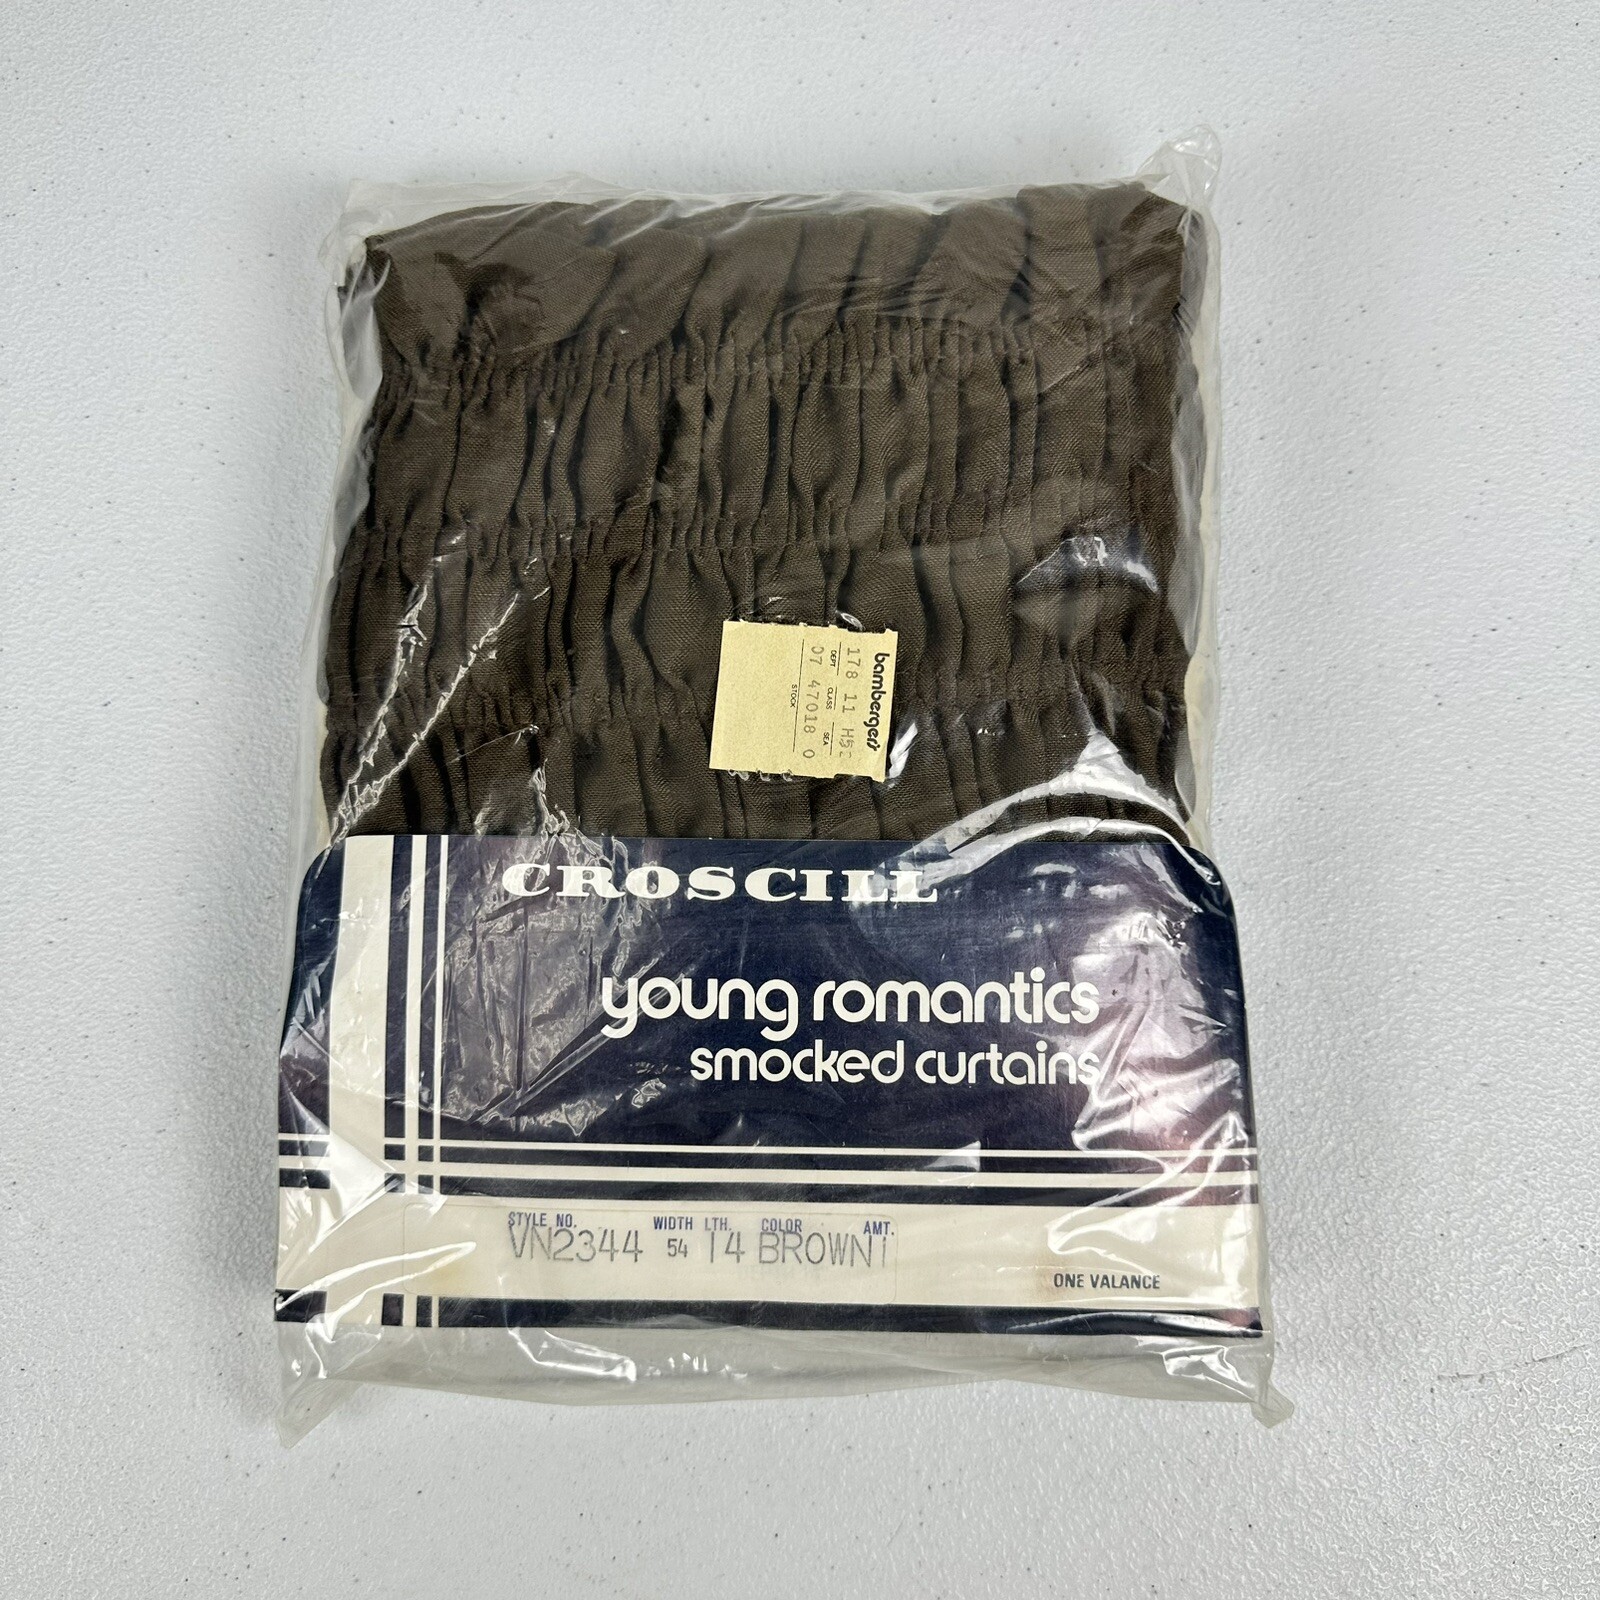 bamberger's
178 11 H5
DEPT CLASS SEA
07 47018 0
STOCK
CROSCILL
young romantics
smocked curtains
STYLE NO. WIDTH LTH. COLOR AMT.
VN2344 54 14 BROWN 1
ONE VALANCE